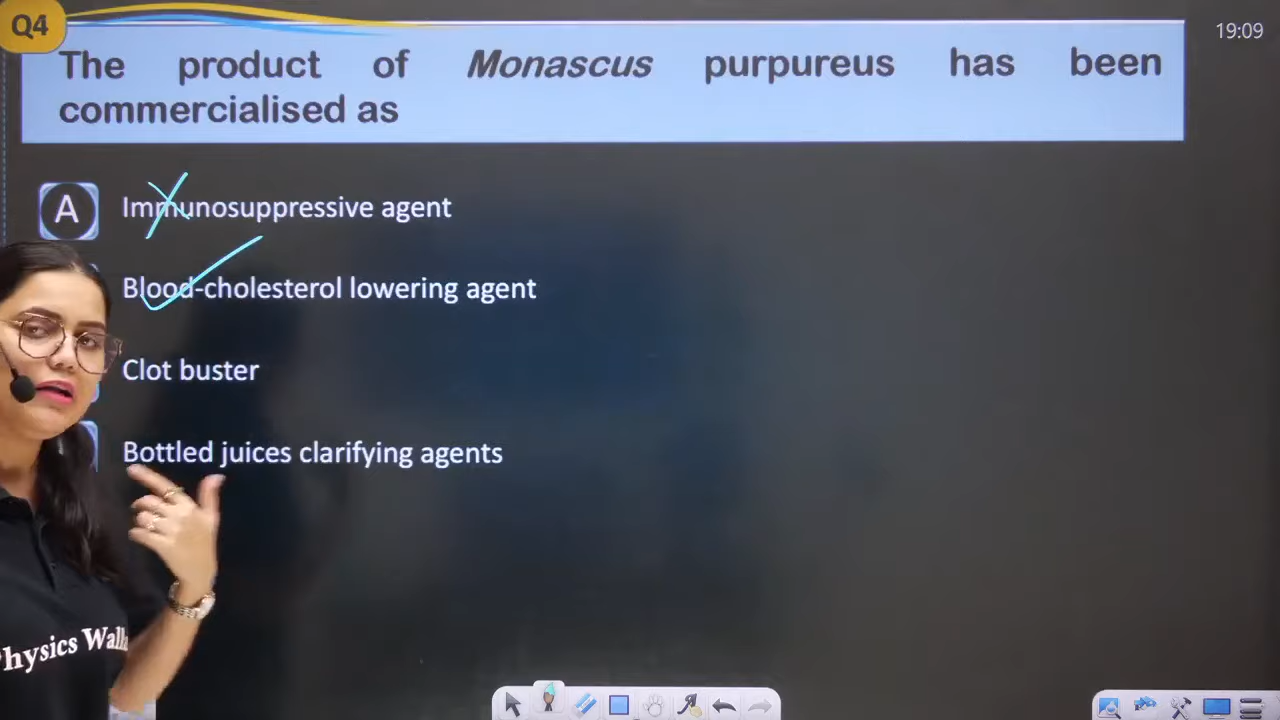 Q4
19:09
The product of Monascus purpureus has been
commercialised as
A Immunosuppressive agent
Blood-cholesterol lowering agent
Clot buster
Bottled juices clarifying agents
Physics Walla